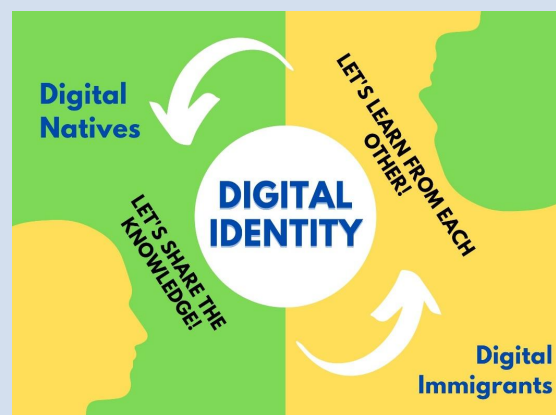 Digital
Natives
LET'S LEARN FROM EACH
OTHER!
DIGITAL
IDENTITY
LET'S SHARE THE
KNOWLEDGE!
Digital
Immigrants